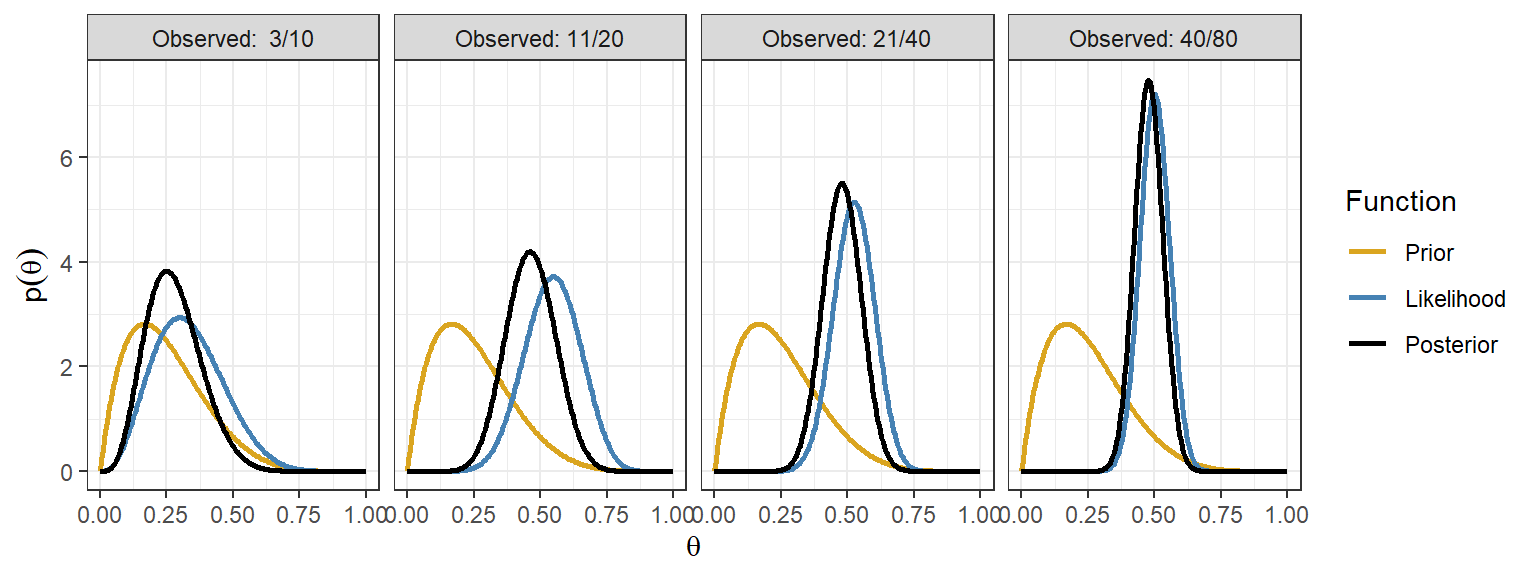 Observed:  3/10
Observed: 11/20
Observed: 21/40
Observed: 40/80
p(θ)
6
4
2
0
0.00 0.25 0.50 0.75 1.00
0.00 0.25 0.50 0.75 1.00
0.00 0.25 0.50 0.75 1.00
0.00 0.25 0.50 0.75 1.00
θ
Function
Prior
Likelihood
Posterior